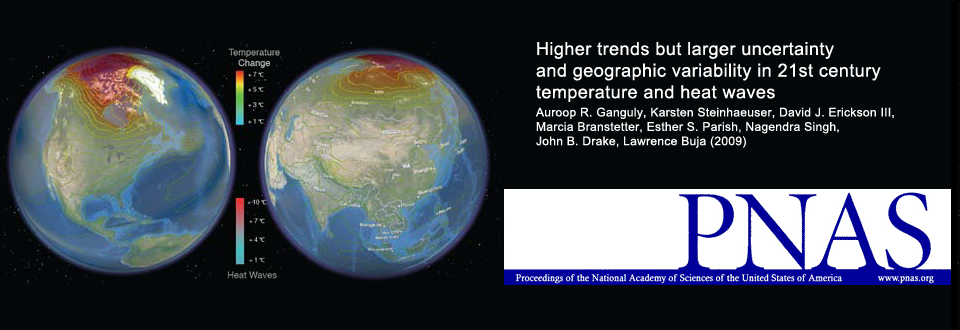 Temperature
Change
+7℃
+5℃
+3℃
+1℃
+10℃
+7℃
+4℃
+1℃
Heat Waves
Higher trends but larger uncertainty
and geographic variability in 21st century
temperature and heat waves
Auroop R. Ganguly, Karsten Steinhaeuser, David J. Erickson III,
Marcia Branstetter, Esther S. Parish, Nagendra Singh,
John B. Drake, Lawrence Buja (2009)
PNAS
Proceedings of the National Academy of Sciences of the United States of America www.pnas.org